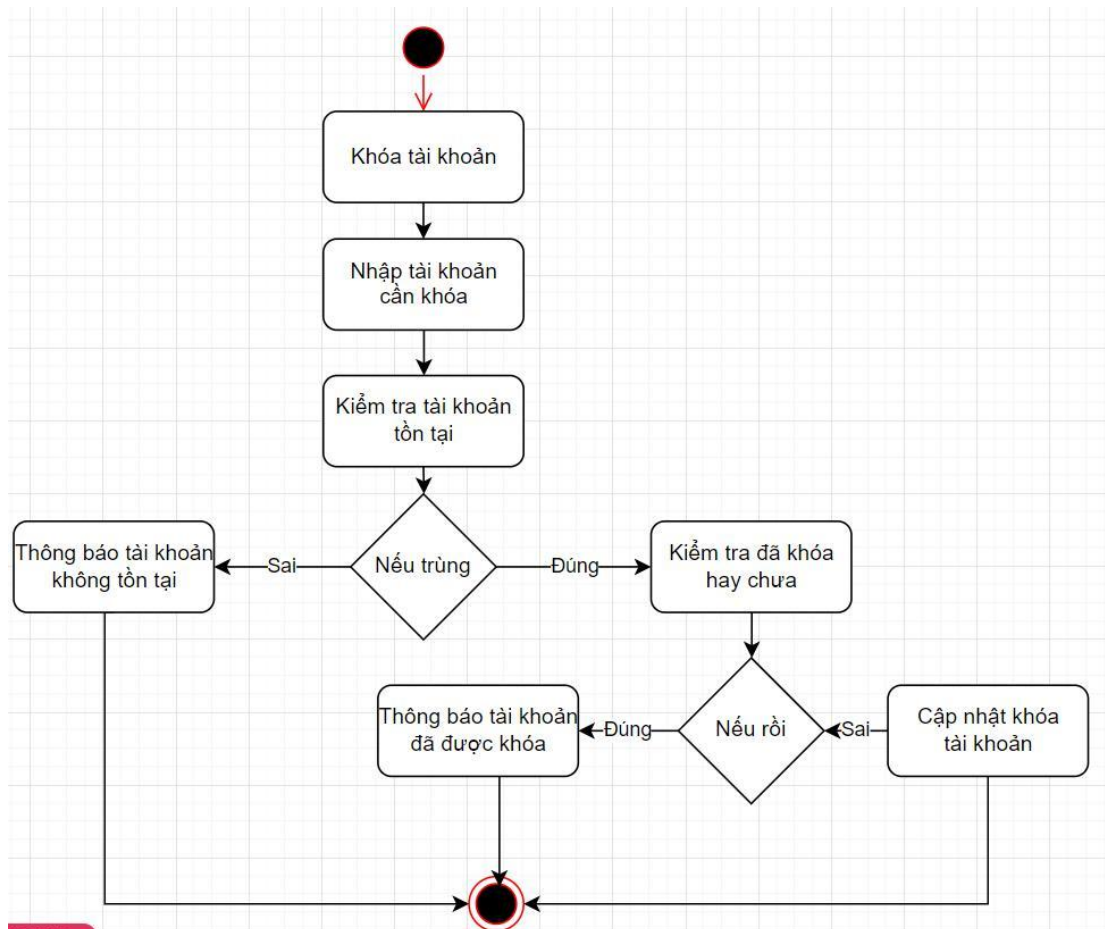 Khóa tài khoản
Nhập tài khoản
cần khóa
Kiểm tra tài khoản
tồn tại
Thông báo tài khoản
không tồn tại
Sai
Nếu trùng
Đúng
Kiểm tra đã khóa
hay chưa
Thông báo tài khoản
đã được khóa
Đúng
Nếu rồi
Sai
Cập nhật khóa
tài khoản